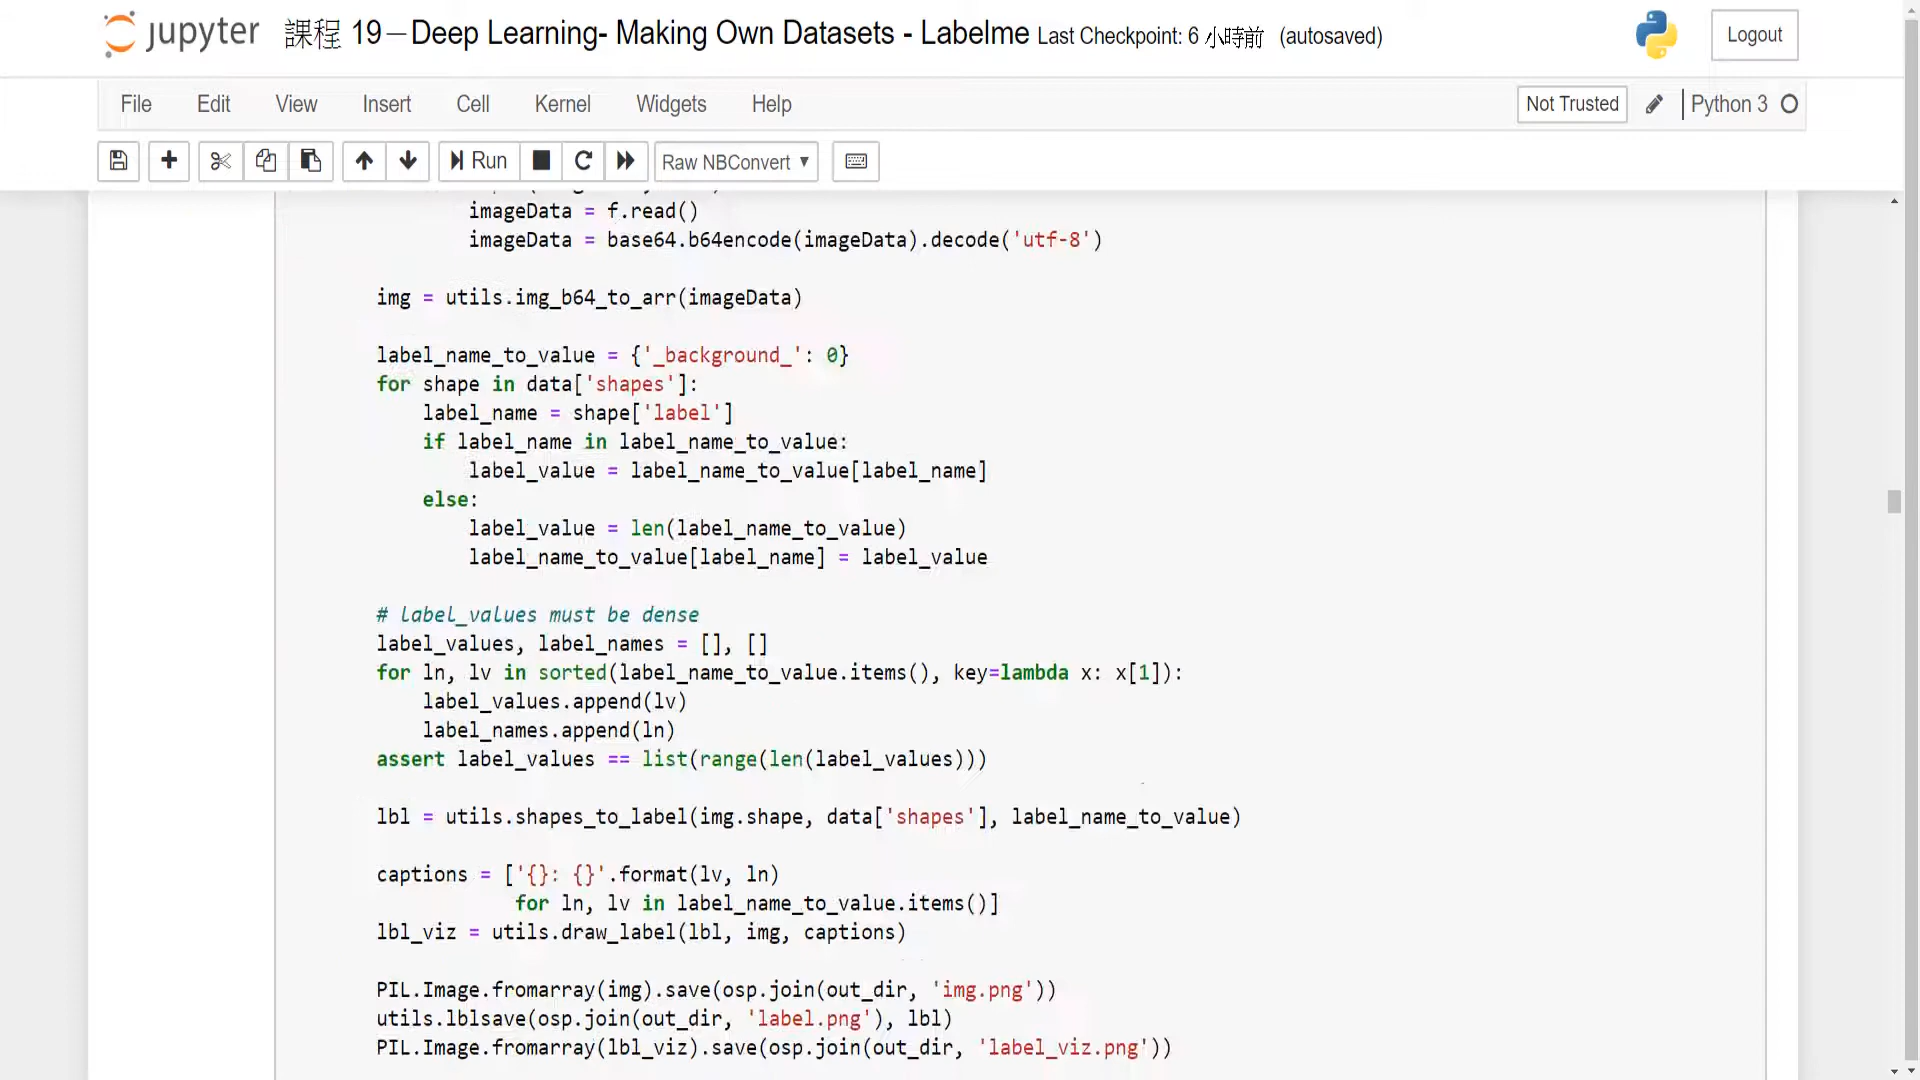 jupyter 課程 19－Deep Learning- Making Own Datasets - Labelme Last Checkpoint: 6 小時前 (autosaved)
Logout
File Edit View Insert Cell Kernel Widgets Help Not Trusted Python 3
Run Raw NBConvert
imageData = f.read()
imageData = base64.b64encode(imageData).decode('utf-8')
img = utils.img_b64_to_arr(imageData)
label_name_to_value = {'_background_': 0}
for shape in data['shapes']:
label_name = shape['label']
if label_name in label_name_to_value:
label_value = label_name_to_value[label_name]
else:
label_value = len(label_name_to_value)
label_name_to_value[label_name] = label_value
# label_values must be dense
label_values, label_names = [], []
for ln, lv in sorted(label_name_to_value.items(), key=lambda x: x[1]):
label_values.append(lv)
label_names.append(ln)
assert label_values == list(range(len(label_values)))
lbl = utils.shapes_to_label(img.shape, data['shapes'], label_name_to_value)
captions = ['{}: {}'.format(lv, ln)
for ln, lv in label_name_to_value.items()]
lbl_viz = utils.draw_label(lbl, img, captions)
PIL.Image.fromarray(img).save(osp.join(out_dir, 'img.png'))
utils.lblsave(osp.join(out_dir, 'label.png'), lbl)
PIL.Image.fromarray(lbl_viz).save(osp.join(out_dir, 'label_viz.png'))